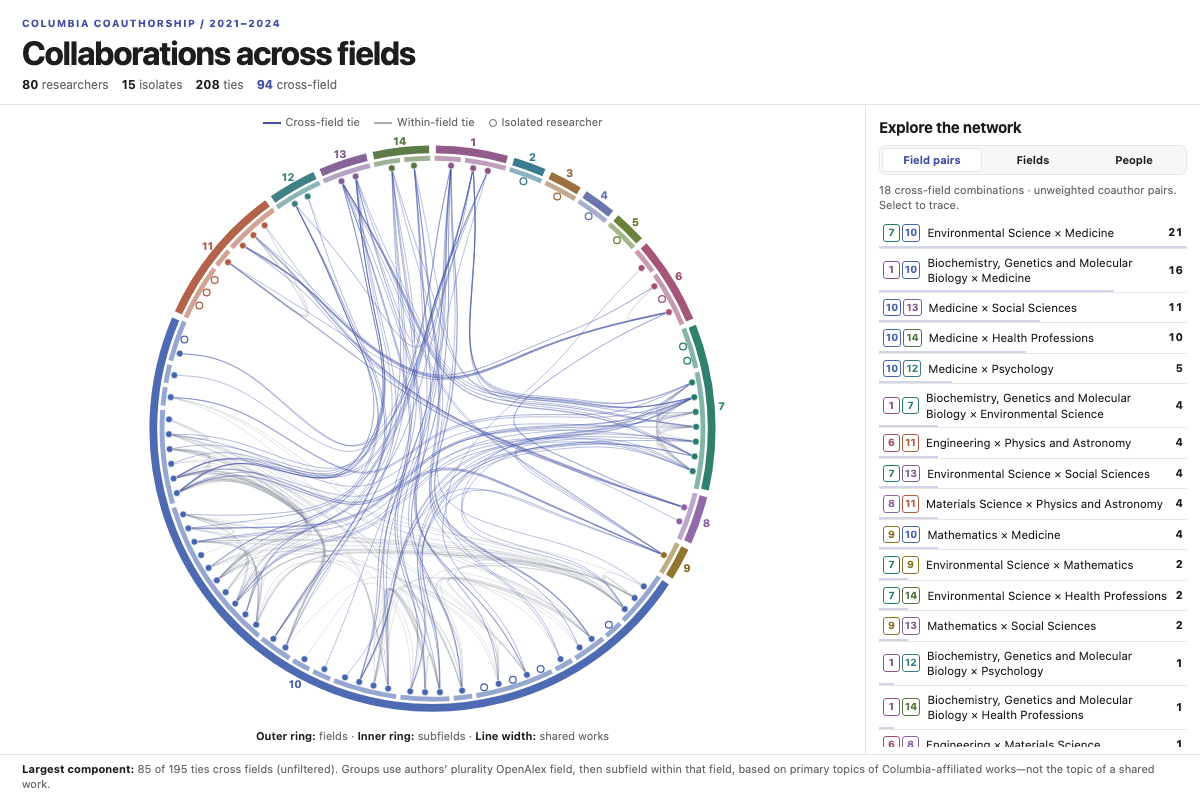 COLUMBIA COAUTHORSHIP / 2021–2024
Collaborations across fields
80 researchers 15 isolates 208 ties 94 cross-field
Cross-field tie Within-field tie Isolated researcher
1
2
3
4
5
6
7
8
9
10
11
12
13
14
Outer ring: fields · Inner ring: subfields · Line width: shared works
Explore the network
Field pairs Fields People
18 cross-field combinations · unweighted coauthor pairs.
Select to trace.
7 10 Environmental Science × Medicine 21
1 10 Biochemistry, Genetics and Molecular
Biology × Medicine 16
10 13 Medicine × Social Sciences 11
10 14 Medicine × Health Professions 10
10 12 Medicine × Psychology 5
1 7 Biochemistry, Genetics and Molecular
Biology × Environmental Science 4
6 11 Engineering × Physics and Astronomy 4
7 13 Environmental Science × Social Sciences 4
8 11 Materials Science × Physics and Astronomy 4
9 10 Mathematics × Medicine 4
7 9 Environmental Science × Mathematics 2
7 14 Environmental Science × Health Professions 2
9 13 Mathematics × Social Sciences 2
1 12 Biochemistry, Genetics and Molecular
Biology × Psychology 1
1 14 Biochemistry, Genetics and Molecular
Biology × Health Professions 1
6 8 Engineering × Materials Science 1
Largest component: 85 of 195 ties cross fields (unfiltered). Groups use authors’ plurality OpenAlex field, then subfield within that field, based on primary topics of Columbia-affiliated works—not the topic of a shared
work.